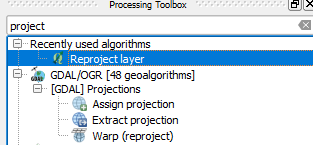 Processing Toolbox
project
Recently used algorithms
Reproject layer
GDAL/OGR [48 geoalgorithms]
[GDAL] Projections
Assign projection
Extract projection
Warp (reproject)